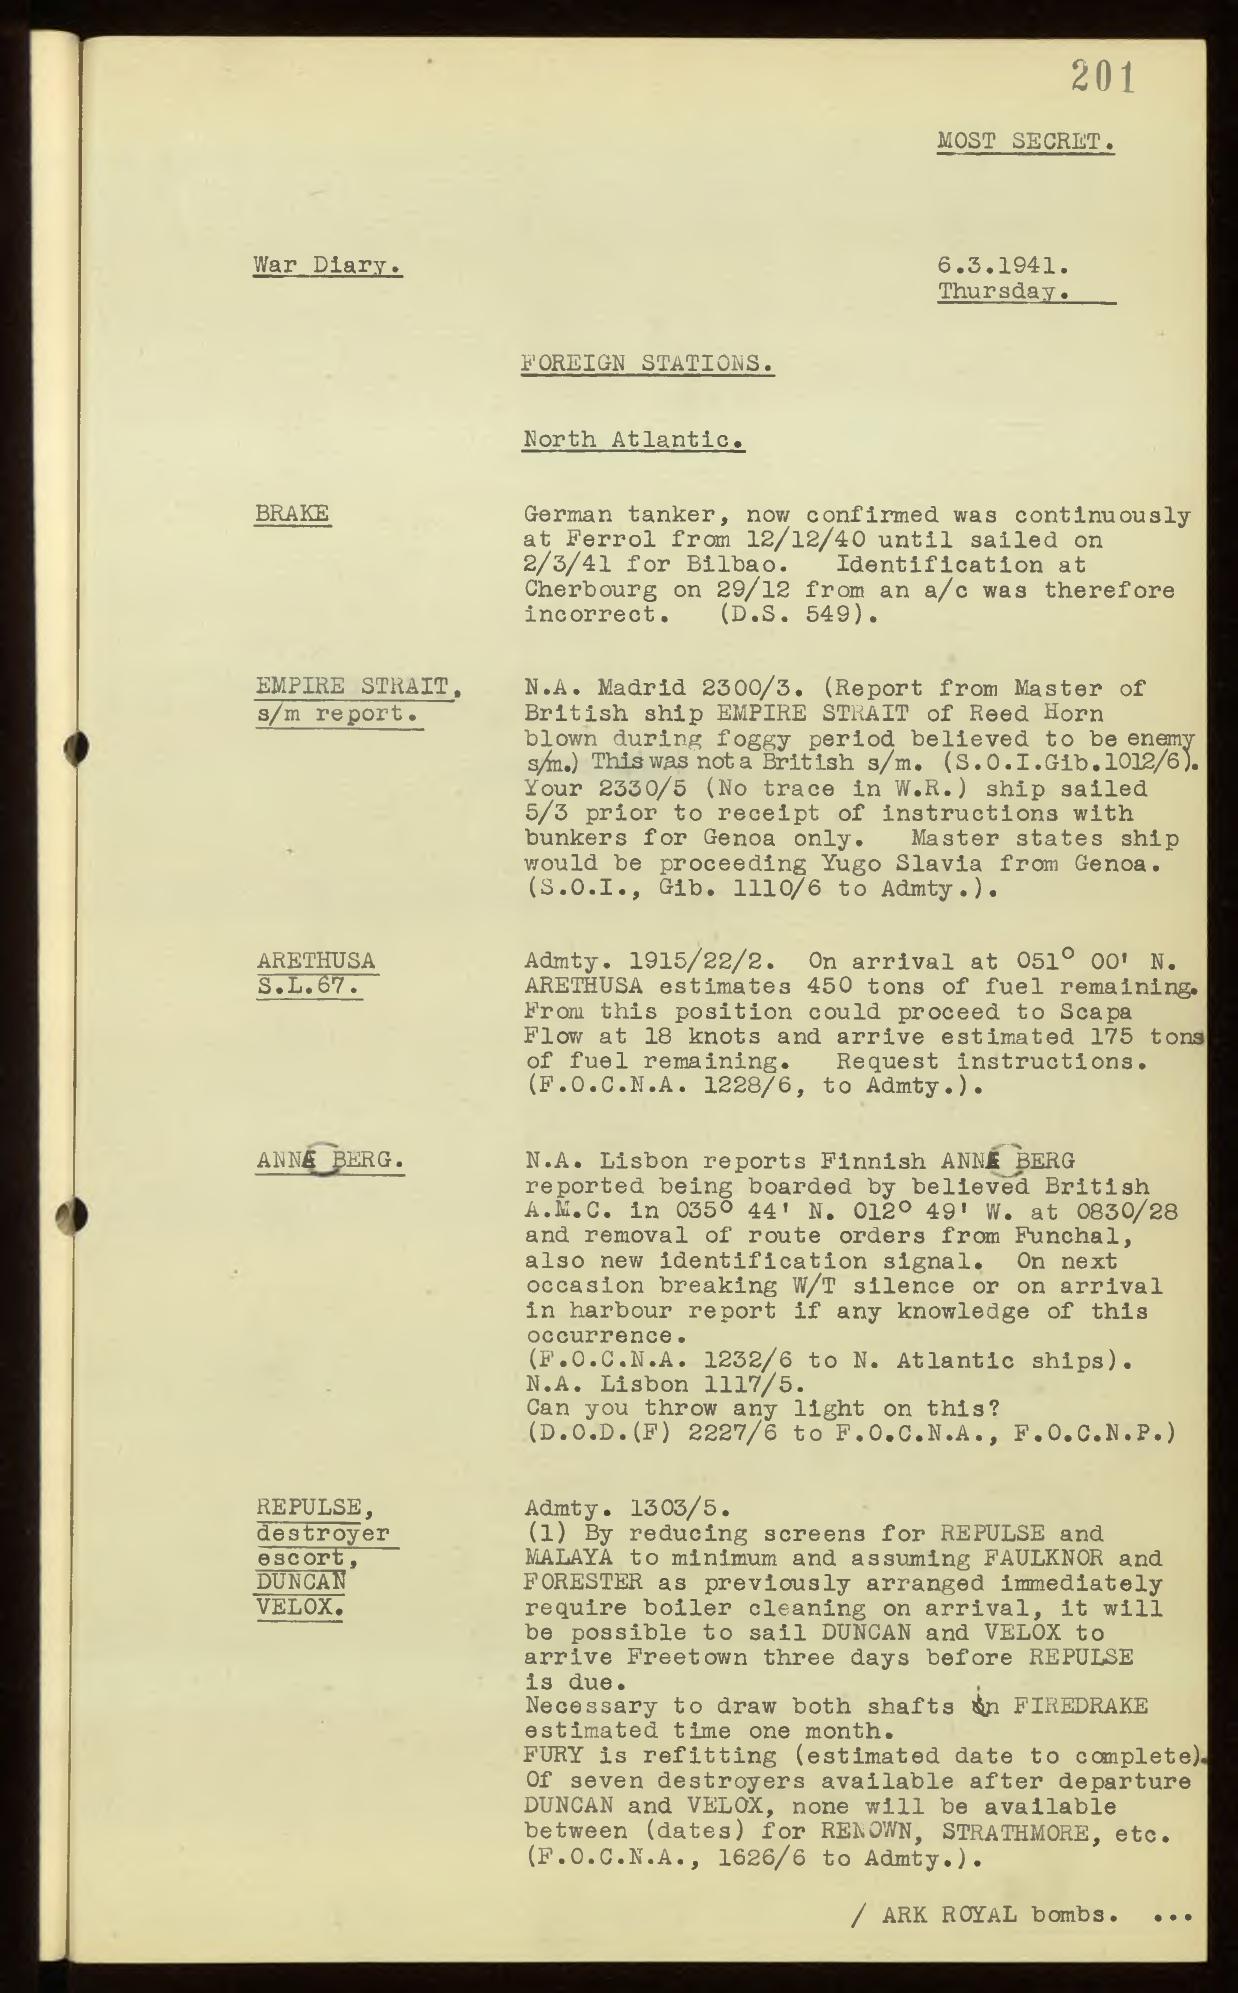 201
MOST SECRET.
War Diary.
6.3.1941.
Thursday.
FOREIGN STATIONS.
North Atlantic.
BRAKE
German tanker, now confirmed was continuously
at Ferrol from 12/12/40 until sailed on
2/3/41 for Bilbao. Identification at
Cherbourg on 29/12 from an a/c was therefore
incorrect. (D.S. 549).
EMPIRE STRAIT,
s/m report.
N.A. Madrid 2300/3. (Report from Master of
British ship EMPIRE STRAIT of Reed Horn
blown during foggy period believed to be enemy
s/m.) This was not a British s/m. (S.O.I.Gib.1012/6).
Your 2330/5 (No trace in W.R.) ship sailed
5/3 prior to receipt of instructions with
bunkers for Genoa only. Master states ship
would be proceeding Yugo Slavia from Genoa.
(S.O.I., Gib. 1110/6 to Admty.).
ARETHUSA
S.L.67.
Admty. 1915/22/2. On arrival at 051° 00' N.
ARETHUSA estimates 450 tons of fuel remaining.
From this position could proceed to Scapa
Flow at 18 knots and arrive estimated 175 tons
of fuel remaining. Request instructions.
(F.O.C.N.A. 1228/6, to Admty.).
ANNA BERG.
N.A. Lisbon reports Finnish ANNA BERG
reported being boarded by believed British
A.M.C. in 035° 44' N. 012° 49' W. at 0830/28
and removal of route orders from Funchal,
also new identification signal. On next
occasion breaking W/T silence or on arrival
in harbour report if any knowledge of this
occurrence.
(F.O.C.N.A. 1232/6 to N. Atlantic ships).
N.A. Lisbon 1117/5.
Can you throw any light on this?
(D.O.D.(F) 2227/6 to F.O.C.N.A., F.O.C.N.P.)
REPULSE,
destroyer
escort,
DUNCAN
VELOX.
Admty. 1303/5.
(1) By reducing screens for REPULSE and
MALAYA to minimum and assuming FAULKNOR and
FORESTER as previously arranged immediately
require boiler cleaning on arrival, it will
be possible to sail DUNCAN and VELOX to
arrive Freetown three days before REPULSE
is due.
Necessary to draw both shafts in FIREDRAKE
estimated time one month.
FURY is refitting (estimated date to complete).
Of seven destroyers available after departure
DUNCAN and VELOX, none will be available
between (dates) for RENOWN, STRATHMORE, etc.
(F.O.C.N.A., 1626/6 to Admty.).
/ ARK ROYAL bombs. ...